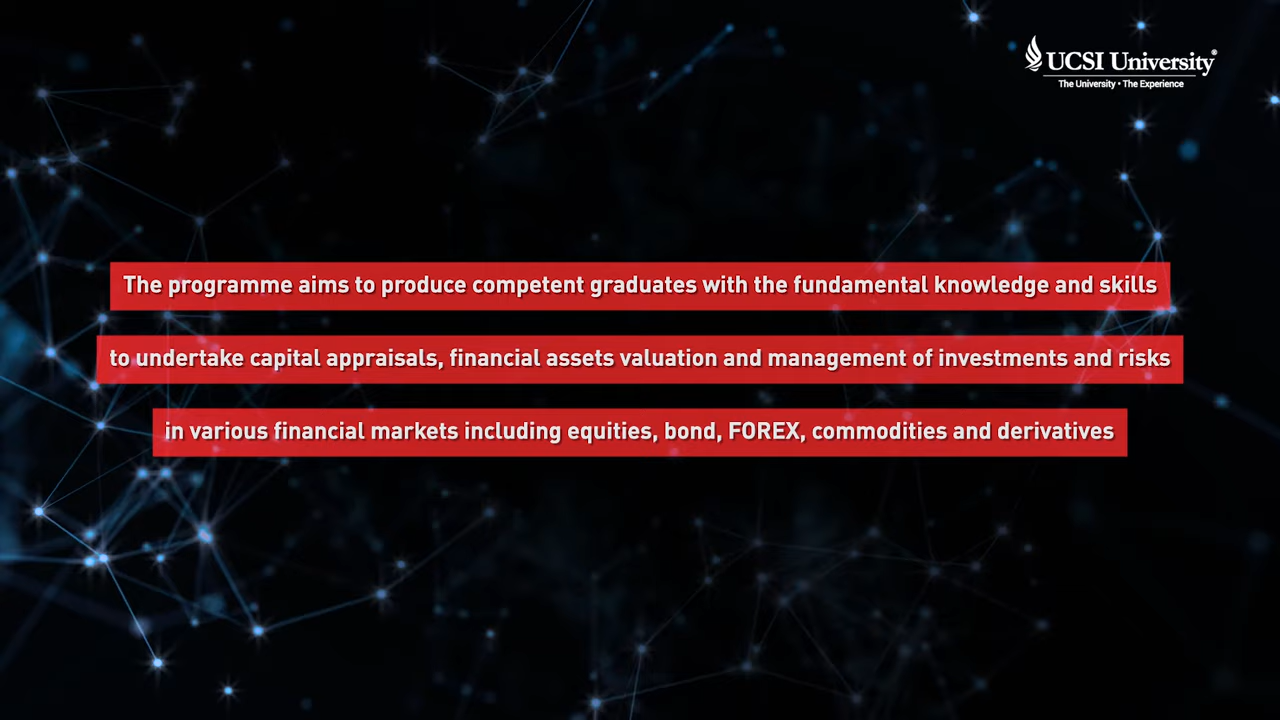 UCSI University®
The University • The Experience
The programme aims to produce competent graduates with the fundamental knowledge and skills
to undertake capital appraisals, financial assets valuation and management of investments and risks
in various financial markets including equities, bond, FOREX, commodities and derivatives